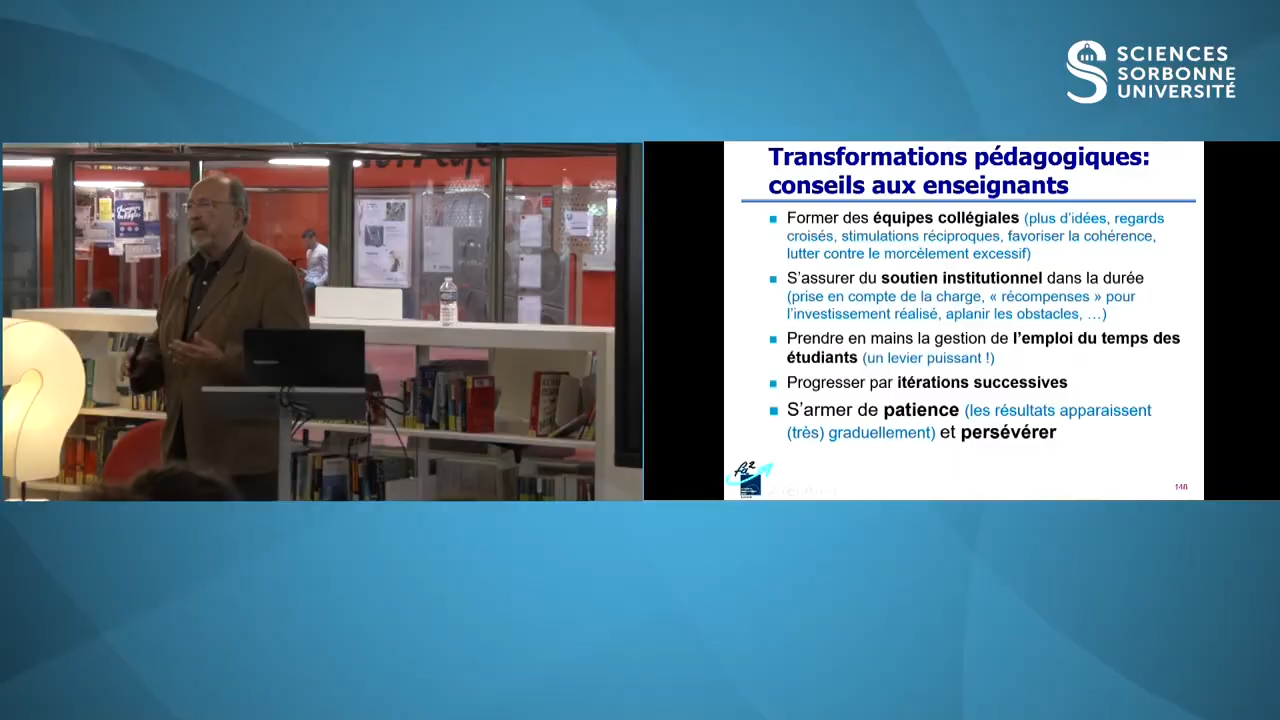 SCIENCES
SORBONNE
UNIVERSITÉ
Transformations pédagogiques:
conseils aux enseignants
Former des équipes collégiales (plus d’idées, regards
croisés, stimulations réciproques, favoriser la cohérence,
lutter contre le morcèlement excessif)
S’assurer du soutien institutionnel dans la durée
(prise en compte de la charge, « récompenses » pour
l’investissement réalisé, aplanir les obstacles, …)
Prendre en mains la gestion de l’emploi du temps des
étudiants (un levier puissant !)
Progresser par itérations successives
S’armer de patience (les résultats apparaissent
(très) graduellement) et persévérer
148